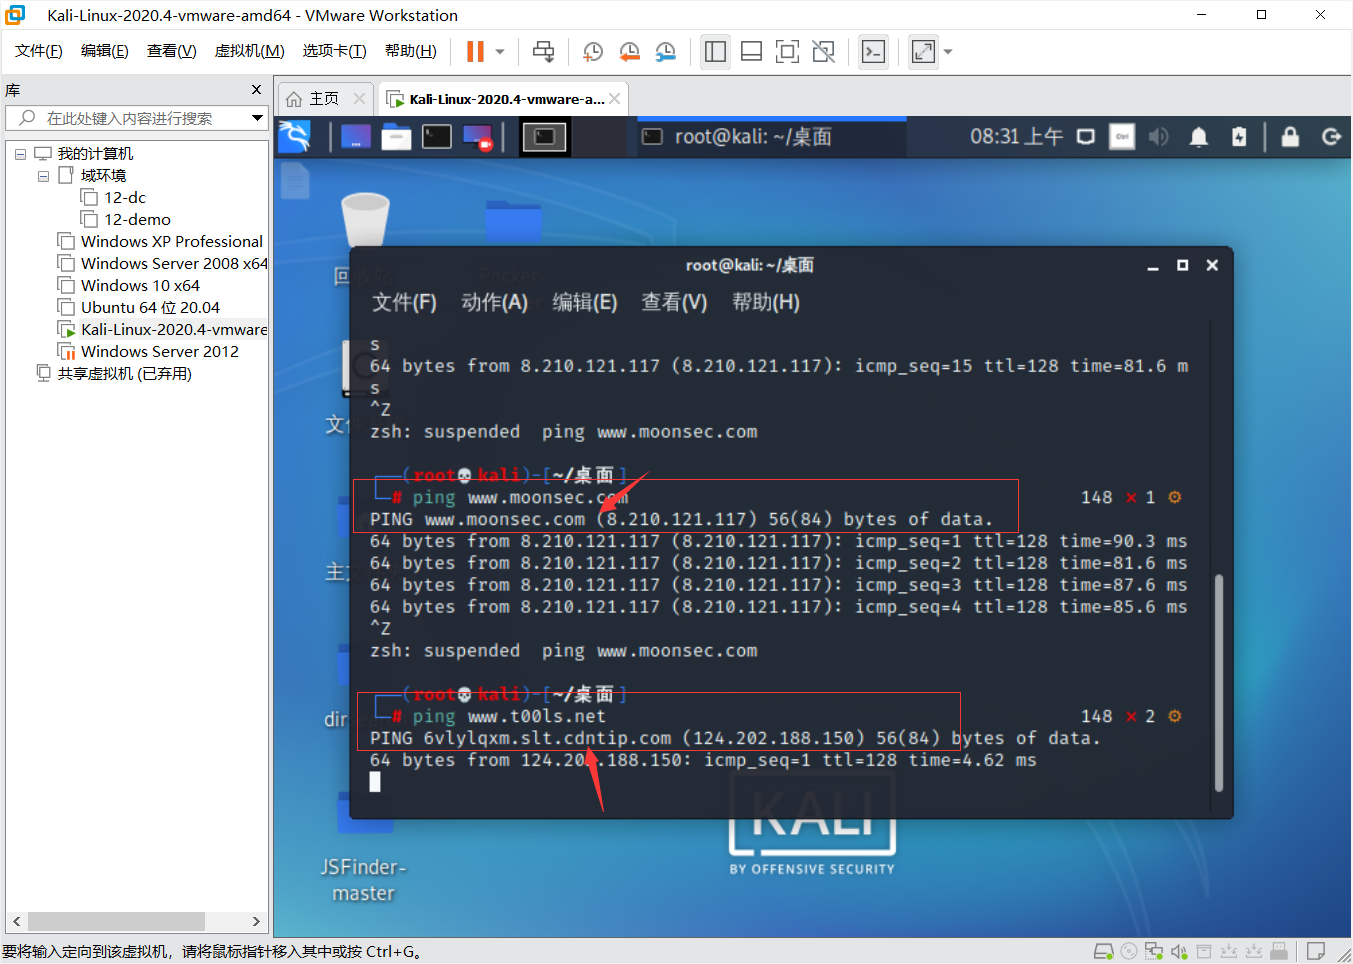 Kali-Linux-2020.4-vmware-amd64 - VMware Workstation
文件(F) 编辑(E) 查看(V) 虚拟机(M) 选项卡(T) 帮助(H)
库
在此处键入内容进行搜索
我的计算机
域环境
12-dc
12-demo
Windows XP Professional
Windows Server 2008 x64
Windows 10 x64
Ubuntu 64 位 20.04
Kali-Linux-2020.4-vmware
Windows Server 2012
共享虚拟机 (已弃用)
主页
Kali-Linux-2020.4-vmware-a...
root@kali: ~/桌面
08:31 上午
Ctrl
回
文
主
dir
JSFinder-
master
root@kali: ~/桌面
文件(F) 动作(A) 编辑(E) 查看(V) 帮助(H)
s
64 bytes from 8.210.121.117 (8.210.121.117): icmp_seq=15 ttl=128 time=81.6 m
s
^Z
zsh: suspended  ping www.moonsec.com
(root💀kali)-[~/桌面]
# ping www.moonsec.com 148 ⨯ 1 ⚙
PING www.moonsec.com (8.210.121.117) 56(84) bytes of data.
64 bytes from 8.210.121.117 (8.210.121.117): icmp_seq=1 ttl=128 time=90.3 ms
64 bytes from 8.210.121.117 (8.210.121.117): icmp_seq=2 ttl=128 time=81.6 ms
64 bytes from 8.210.121.117 (8.210.121.117): icmp_seq=3 ttl=128 time=87.6 ms
64 bytes from 8.210.121.117 (8.210.121.117): icmp_seq=4 ttl=128 time=85.6 ms
^Z
zsh: suspended  ping www.moonsec.com
(root💀kali)-[~/桌面]
# ping www.t00ls.net 148 ⨯ 2 ⚙
PING 6vlylqxm.slt.cdntip.com (124.202.188.150) 56(84) bytes of data.
64 bytes from 124.202.188.150: icmp_seq=1 ttl=128 time=4.62 ms
KALI
BY OFFENSIVE SECURITY
要将输入定向到该虚拟机，请将鼠标指针移入其中或按 Ctrl+G。